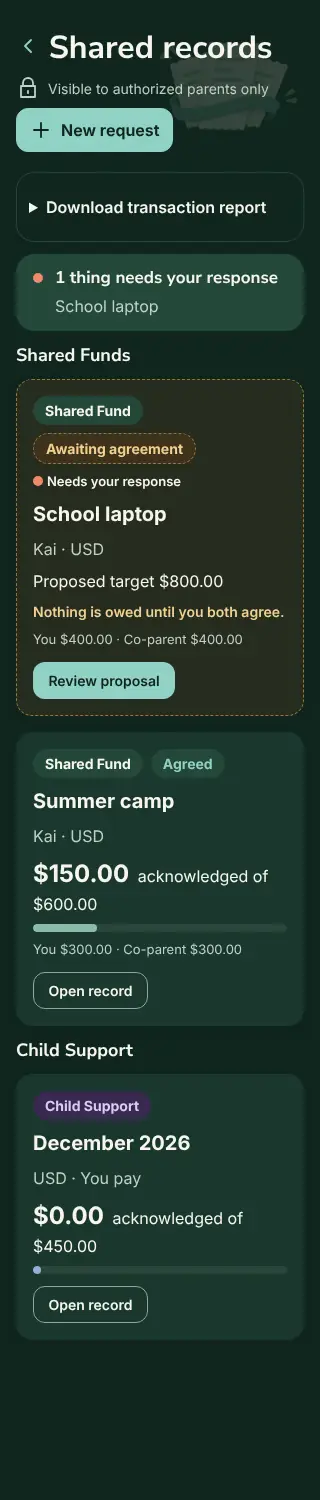 Shared records
Visible to authorized parents only
New request
Download transaction report
1 thing needs your response
School laptop
Shared Funds
Shared Fund
Awaiting agreement
Needs your response
School laptop
Kai · USD
Proposed target $800.00
Nothing is owed until you both agree.
You $400.00 · Co-parent $400.00
Review proposal
Shared Fund Agreed
Summer camp
Kai · USD
$150.00 acknowledged of
$600.00
You $300.00 · Co-parent $300.00
Open record
Child Support
Child Support
December 2026
USD · You pay
$0.00 acknowledged of
$450.00
Open record